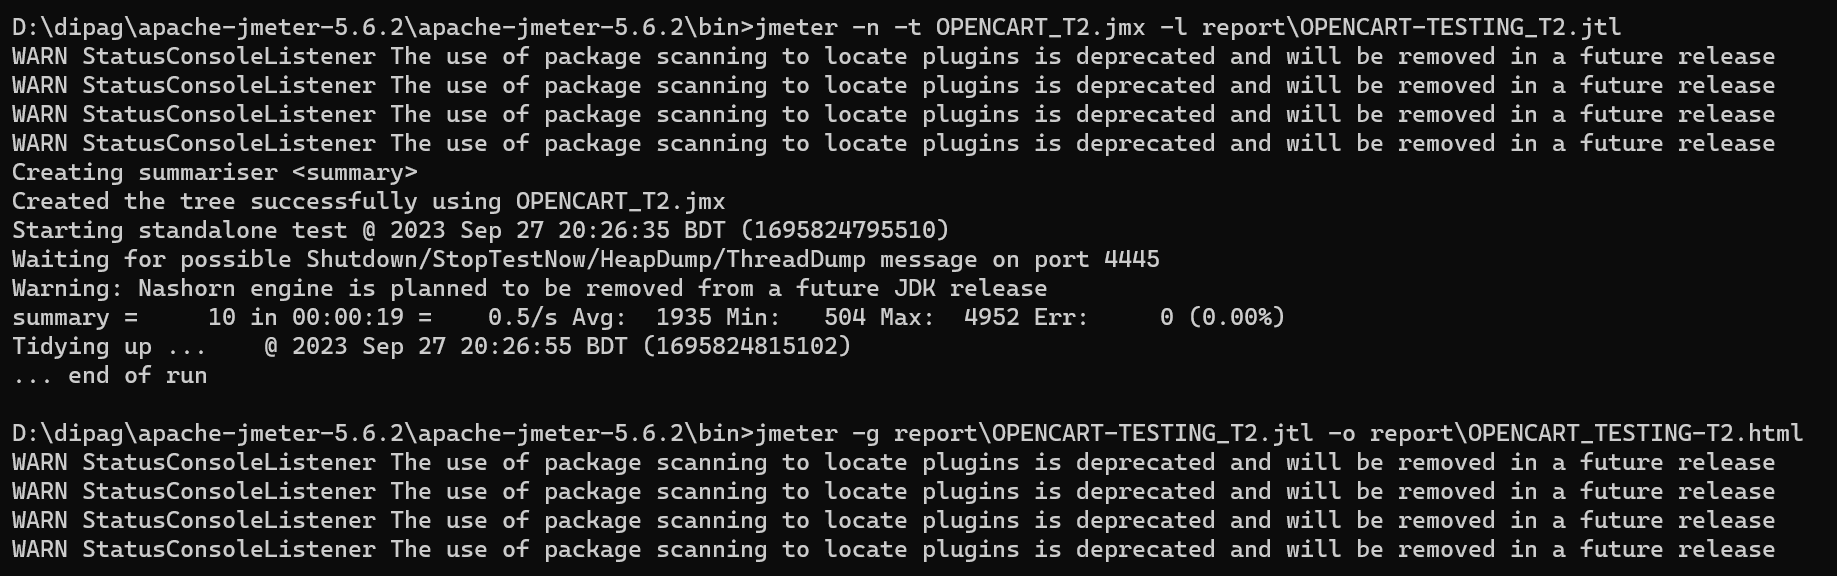 D:\dipag\apache-jmeter-5.6.2\apache-jmeter-5.6.2\bin>jmeter -n -t OPENCART_T2.jmx -l report\OPENCART-TESTING_T2.jtl
WARN StatusConsoleListener The use of package scanning to locate plugins is deprecated and will be removed in a future release
WARN StatusConsoleListener The use of package scanning to locate plugins is deprecated and will be removed in a future release
WARN StatusConsoleListener The use of package scanning to locate plugins is deprecated and will be removed in a future release
WARN StatusConsoleListener The use of package scanning to locate plugins is deprecated and will be removed in a future release
Creating summariser <summary>
Created the tree successfully using OPENCART_T2.jmx
Starting standalone test @ 2023 Sep 27 20:26:35 BDT (1695824795510)
Waiting for possible Shutdown/StopTestNow/HeapDump/ThreadDump message on port 4445
Warning: Nashorn engine is planned to be removed from a future JDK release
summary =     10 in 00:00:19 =    0.5/s Avg:  1935 Min:   504 Max:  4952 Err:     0 (0.00%)
Tidying up ...    @ 2023 Sep 27 20:26:55 BDT (1695824815102)
... end of run
D:\dipag\apache-jmeter-5.6.2\apache-jmeter-5.6.2\bin>jmeter -g report\OPENCART-TESTING_T2.jtl -o report\OPENCART_TESTING-T2.html
WARN StatusConsoleListener The use of package scanning to locate plugins is deprecated and will be removed in a future release
WARN StatusConsoleListener The use of package scanning to locate plugins is deprecated and will be removed in a future release
WARN StatusConsoleListener The use of package scanning to locate plugins is deprecated and will be removed in a future release
WARN StatusConsoleListener The use of package scanning to locate plugins is deprecated and will be removed in a future release